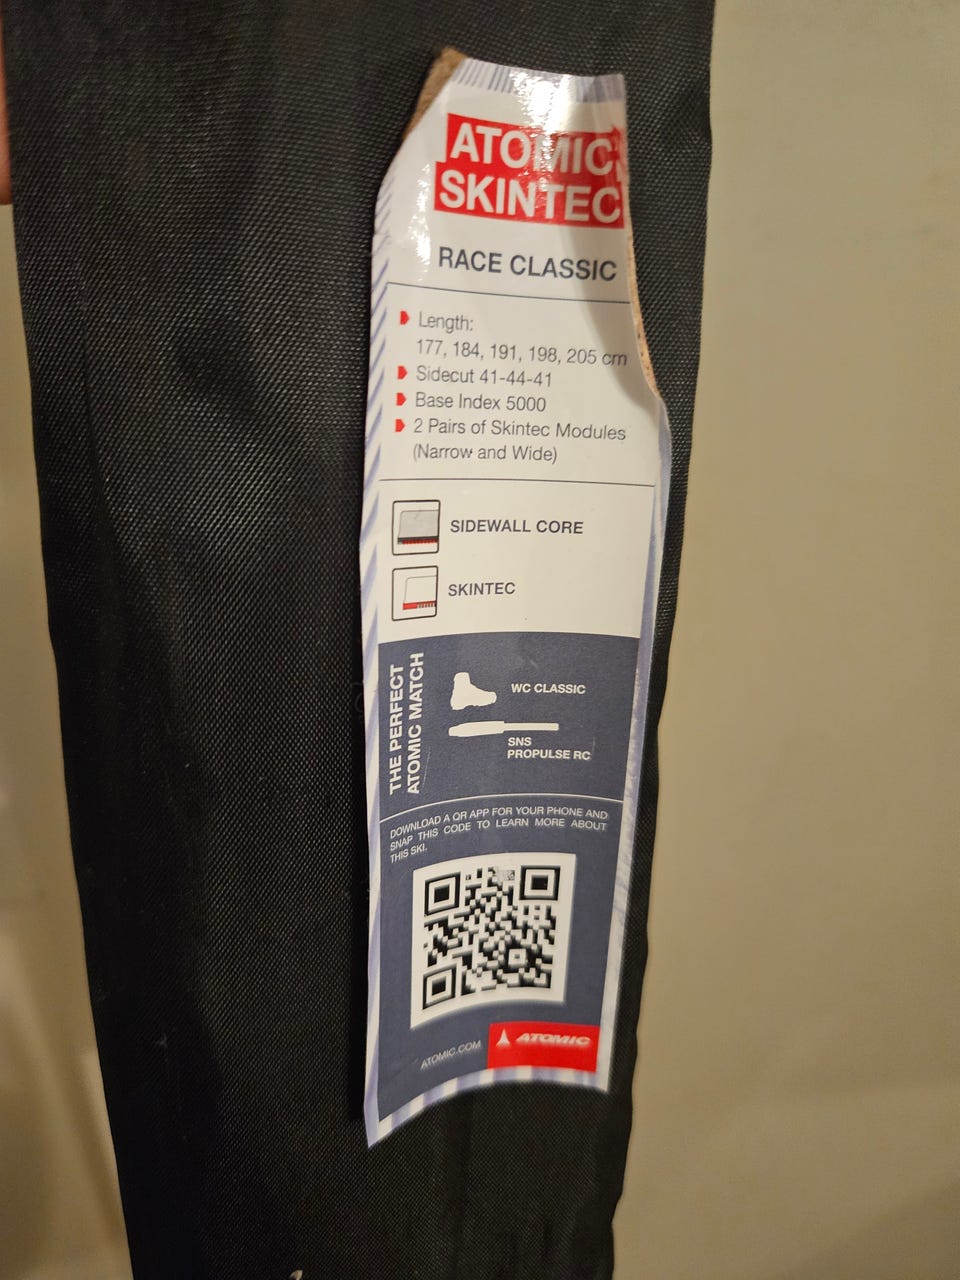 ATOMIC
SKINTEC
RACE CLASSIC
Length:
177, 184, 191, 198, 205 cm
Sidecut 41-44-41
Base Index 5000
2 Pairs of Skintec Modules
(Narrow and Wide)
SIDEWALL CORE
SKINTEC
THE PERFECT
ATOMIC MATCH
WC CLASSIC
SNS
PROPULSE RC
DOWNLOAD A QR APP FOR YOUR PHONE AND
SNAP THIS CODE TO LEARN MORE ABOUT
THIS SKI.
ATOMIC.COM
ATOMIC